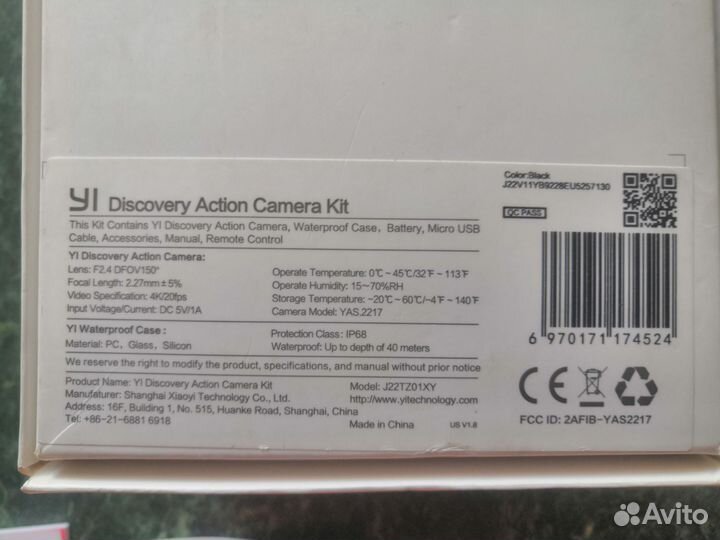 Color:Black
J22V11YB9228EU5257130
QC PASS
YI Discovery Action Camera Kit
This Kit Contains YI Discovery Action Camera, Waterproof Case, Battery, Micro USB
Cable, Accessories, Manual, Remote Control
YI Discovery Action Camera:
Lens: F2.4 DFOV150°
Focal Length: 2.27mm±5%
Video Specification: 4K/20fps
Input Voltage/Current: DC 5V/1A
Operate Temperature: 0℃~45℃/32℉~113℉
Operate Humidity: 15~70%RH
Storage Temperature: −20℃~60℃/−4℉~140℉
Camera Model: YAS.2217
YI Waterproof Case :
Material: PC, Glass, Silicon
Protection Class: IP68
Waterproof: Up to depth of 40 meters
We reserve the right to modify the product, specifications, and manual without prior notice
Product Name: YI Discovery Action Camera Kit
Manufacturer: Shanghai Xiaoyi Technology Co., Ltd.
Address: 16F, Building 1, No. 515, Huanke Road, Shanghai, China
Tel: +86-21-6881 6918
Model: J22TZ01XY
http://www.yitechnology.com
Made in China
US V1.8
6 970171 174524
CE
FCC ID: 2AFIB-YAS2217
Avito